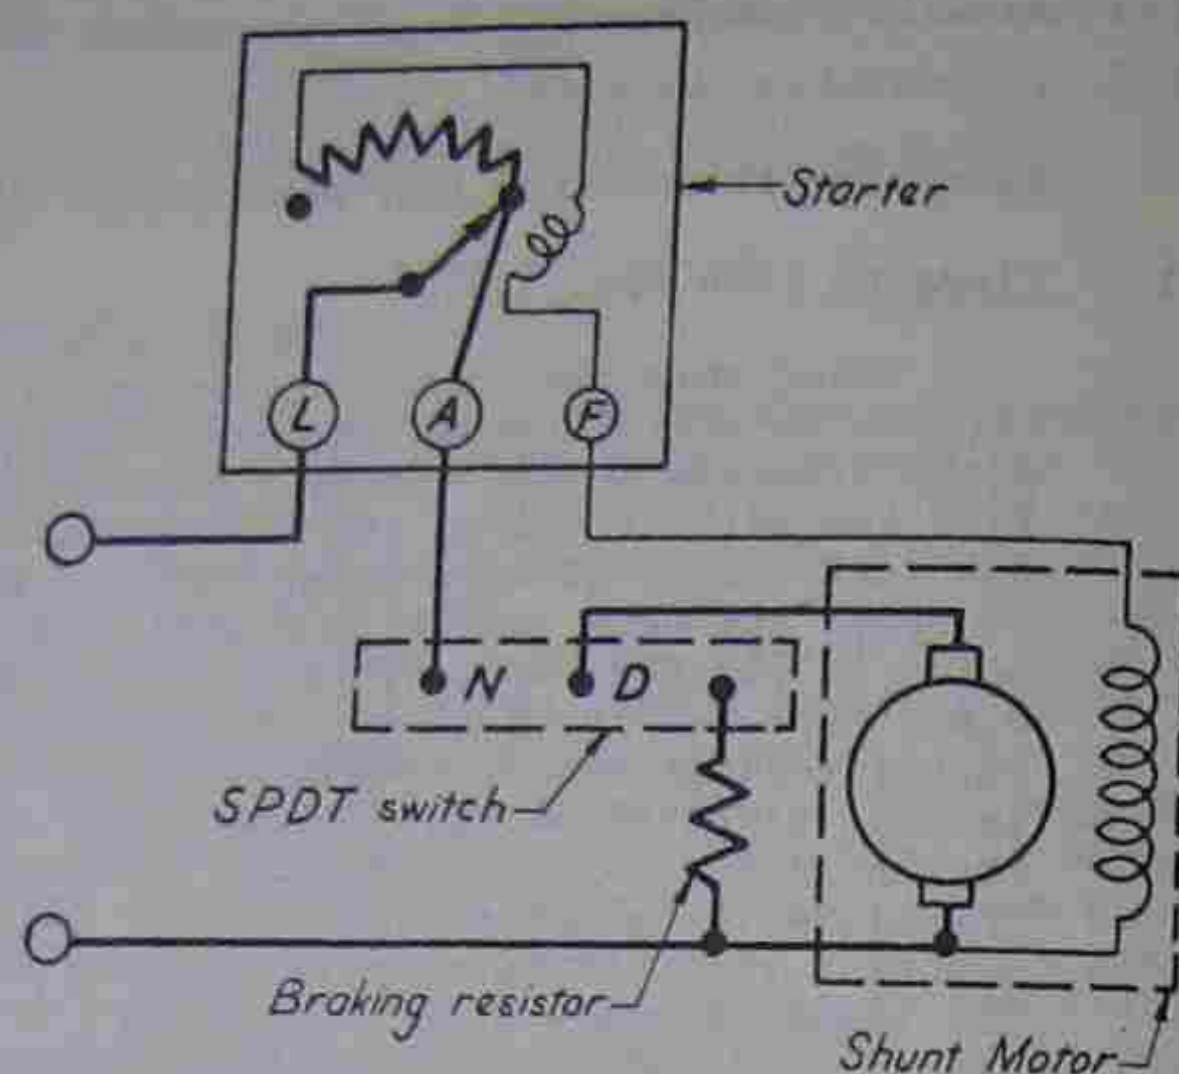 Starter
L A F
N D
SPDT switch
Braking resistor
Shunt Motor